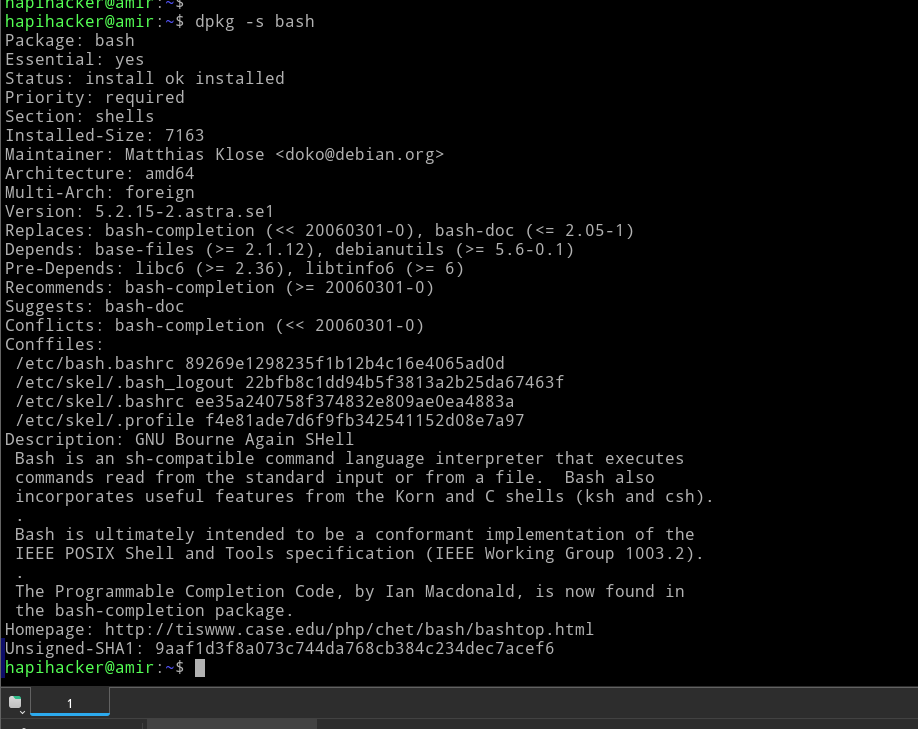 hapihacker@amir:~$
hapihacker@amir:~$ dpkg -s bash
Package: bash
Essential: yes
Status: install ok installed
Priority: required
Section: shells
Installed-Size: 7163
Maintainer: Matthias Klose <doko@debian.org>
Architecture: amd64
Multi-Arch: foreign
Version: 5.2.15-2.astra.se1
Replaces: bash-completion (<< 20060301-0), bash-doc (<= 2.05-1)
Depends: base-files (>= 2.1.12), debianutils (>= 5.6-0.1)
Pre-Depends: libc6 (>= 2.36), libtinfo6 (>= 6)
Recommends: bash-completion (>= 20060301-0)
Suggests: bash-doc
Conflicts: bash-completion (<< 20060301-0)
Conffiles:
 /etc/bash.bashrc 89269e1298235f1b12b4c16e4065ad0d
 /etc/skel/.bash_logout 22bfb8c1dd94b5f3813a2b25da67463f
 /etc/skel/.bashrc ee35a240758f374832e809ae0ea4883a
 /etc/skel/.profile f4e81ade7d6f9fb342541152d08e7a97
Description: GNU Bourne Again SHell
 Bash is an sh-compatible command language interpreter that executes
 commands read from the standard input or from a file.  Bash also
 incorporates useful features from the Korn and C shells (ksh and csh).
 .
 Bash is ultimately intended to be a conformant implementation of the
 IEEE POSIX Shell and Tools specification (IEEE Working Group 1003.2).
 .
 The Programmable Completion Code, by Ian Macdonald, is now found in
 the bash-completion package.
Homepage: http://tiswww.case.edu/php/chet/bash/bashtop.html
Unsigned-SHA1: 9aaf1d3f8a073c744da768cb384c234dec7acef6
hapihacker@amir:~$
1